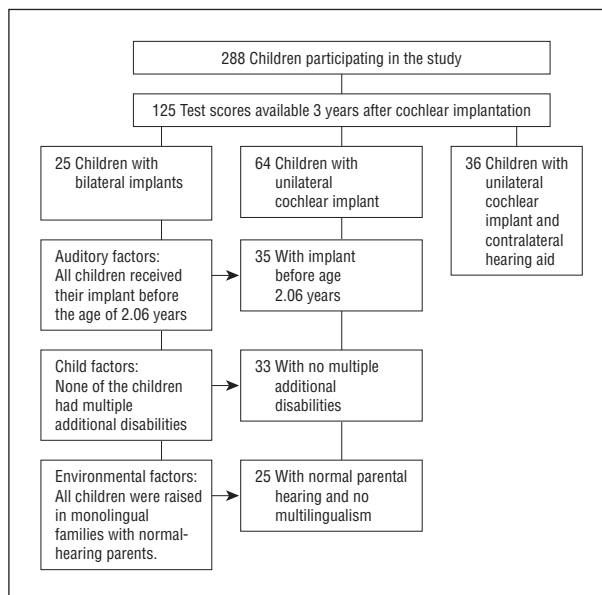 288 Children participating in the study
125 Test scores available 3 years after cochlear implantation
25 Children with
bilateral implants
64 Children with
unilateral
cochlear implant
36 Children with
unilateral
cochlear
implant and
contralateral
hearing aid
Auditory factors:
All children received
their implant before
the age of 2.06 years
35 With implant
before age
2.06 years
Child factors:
None of the children
had multiple
additional disabilities
33 With no multiple
additional
disabilities
Environmental factors:
All children were raised
in monolingual
families with normal-
hearing parents.
25 With normal parental
hearing and no
multilingualism